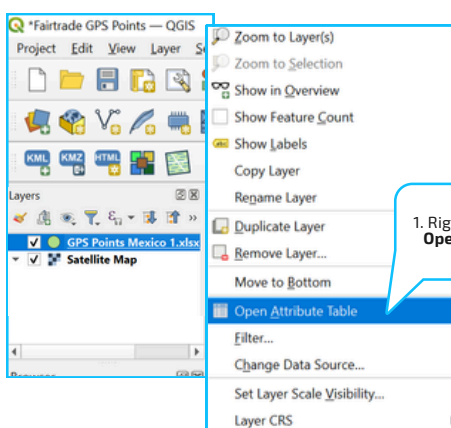 *Fairtrade GPS Points — QGIS
Project Edit View Layer
KML KMZ HTML
Layers
GPS Points Mexico 1.xlsx
Satellite Map
Zoom to Layer(s)
Zoom to Selection
Show in Overview
Show Feature Count
abc Show Labels
Copy Layer
Rename Layer
Duplicate Layer
Remove Layer...
Move to Bottom
Open Attribute Table
Filter...
Change Data Source...
Set Layer Scale Visibility...
Layer CRS
1. Rig
Ope